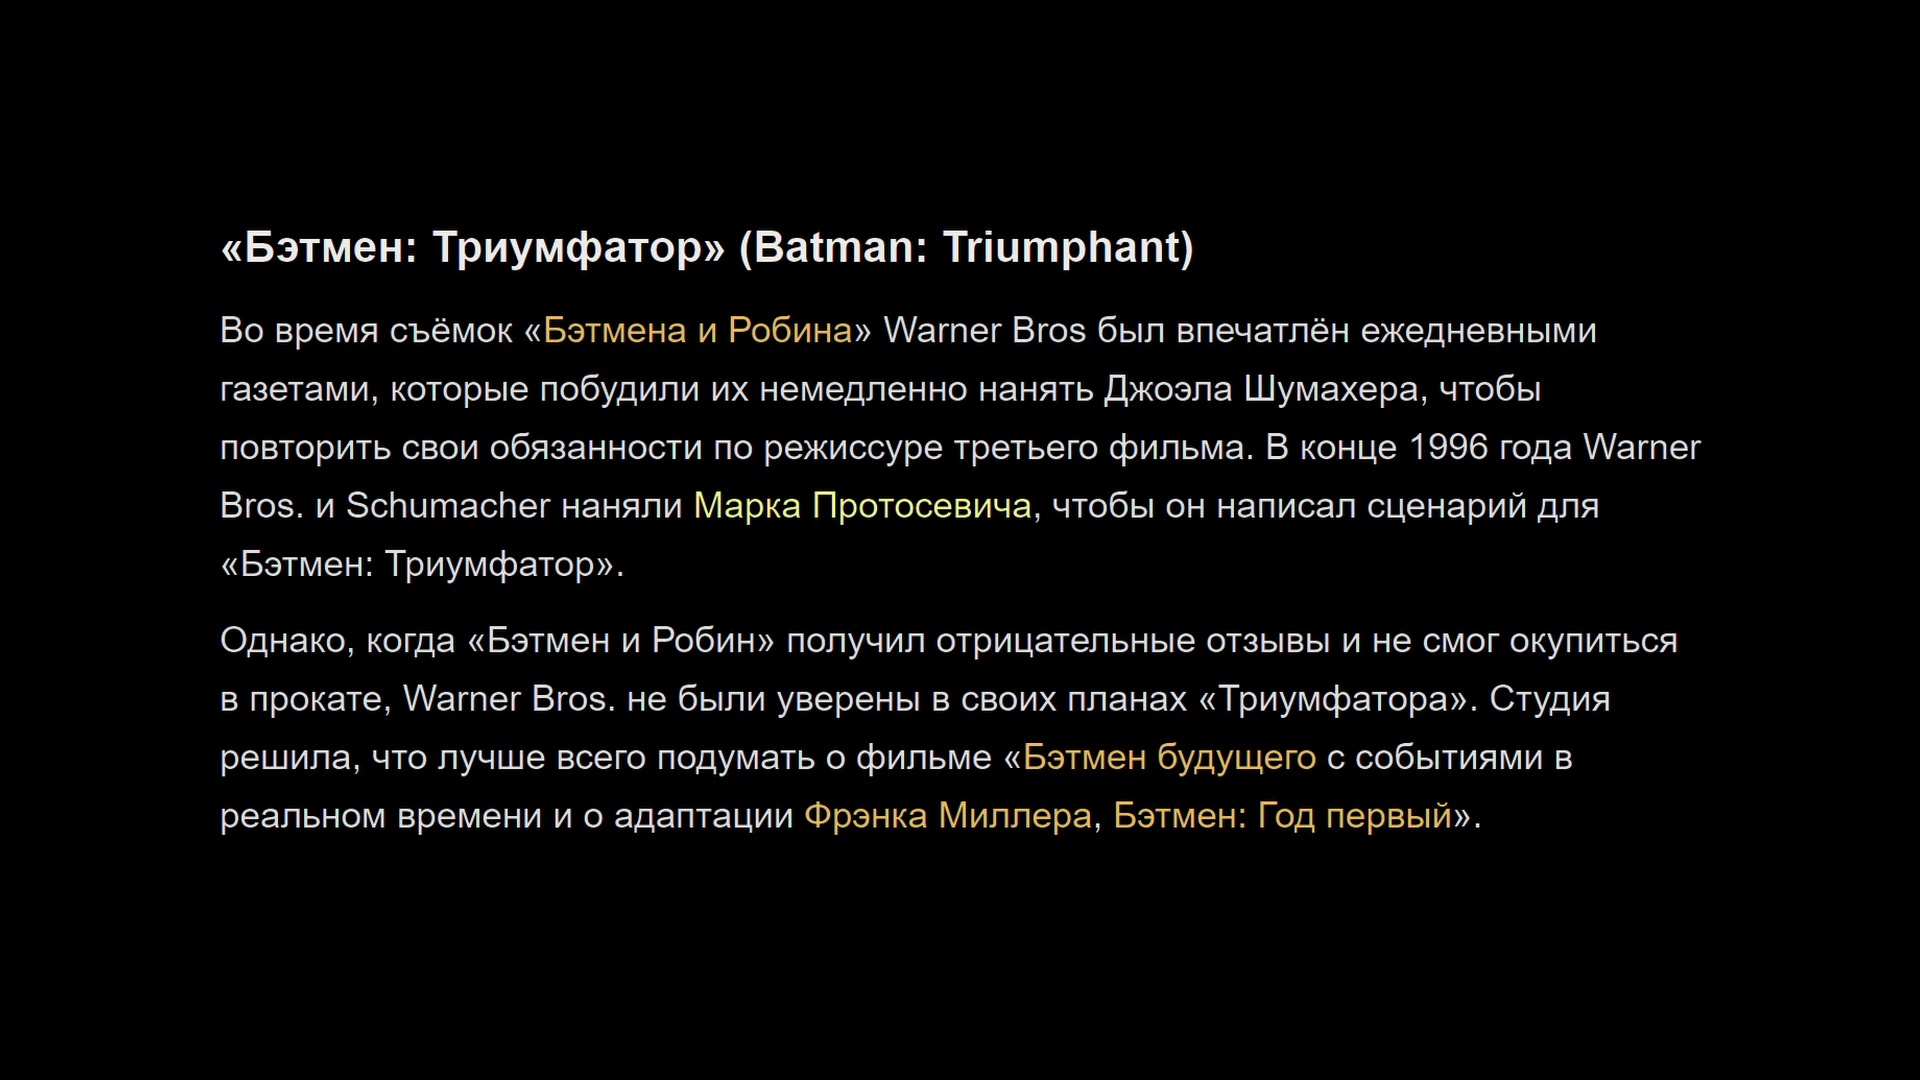 «Бэтмен: Триумфатор» (Batman: Triumphant)
Во время съёмок «Бэтмена и Робина» Warner Bros был впечатлён ежедневными
газетами, которые побудили их немедленно нанять Джоэла Шумахера, чтобы
повторить свои обязанности по режиссуре третьего фильма. В конце 1996 года Warner
Bros. и Schumacher наняли Марка Протосевича, чтобы он написал сценарий для
«Бэтмен: Триумфатор».
Однако, когда «Бэтмен и Робин» получил отрицательные отзывы и не смог окупиться
в прокате, Warner Bros. не были уверены в своих планах «Триумфатора». Студия
решила, что лучше всего подумать о фильме «Бэтмен будущего с событиями в
реальном времени и о адаптации Фрэнка Миллера, Бэтмен: Год первый».